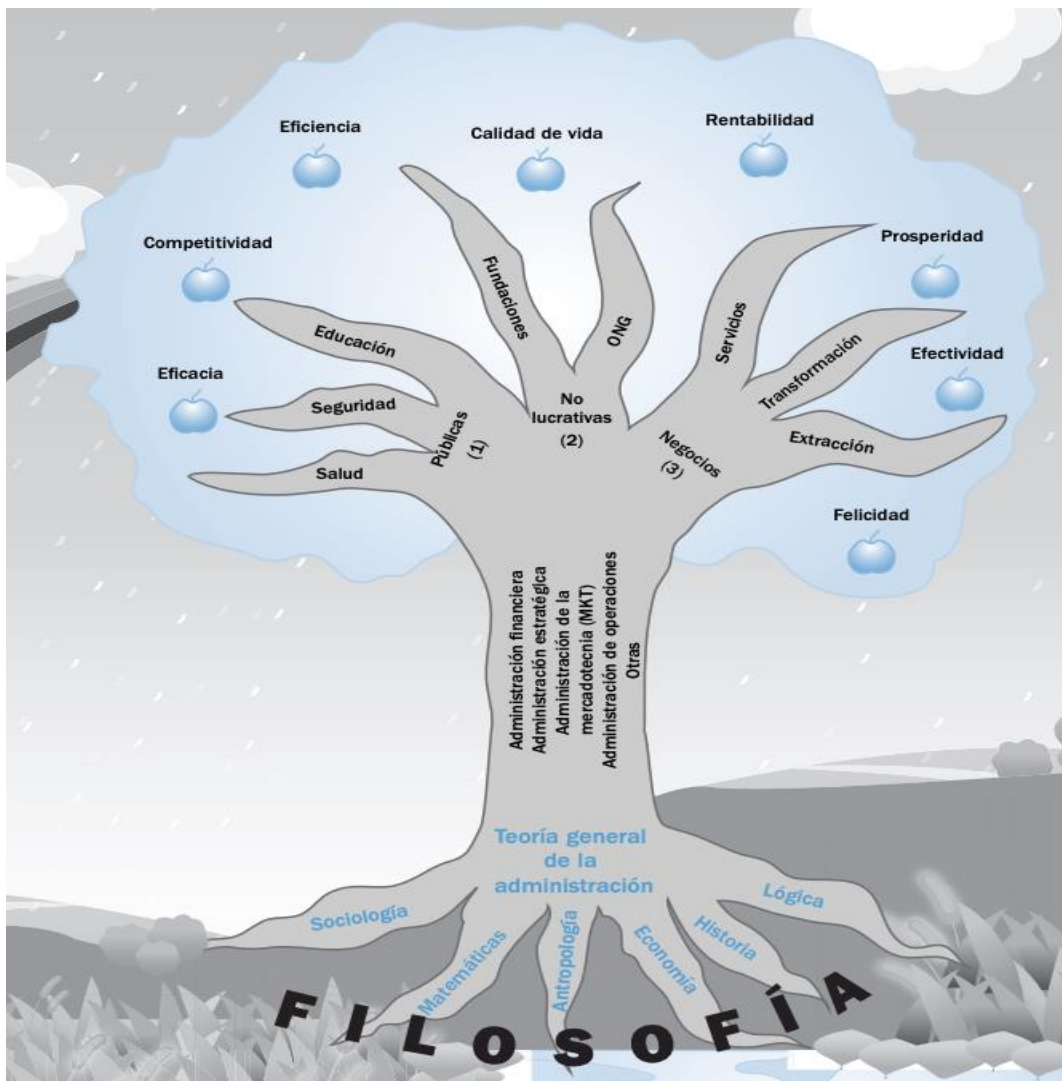 Eficiencia
Calidad de vida
Rentabilidad
Competitividad
Prosperidad
Eficacia
Efectividad
Felicidad
Educación
Seguridad
Salud
Públicas
(1)
Fundaciones
ONG
No
lucrativas
(2)
Servicios
Transformación
Extracción
Negocios
(3)
Administración financiera
Administración estratégica
Administración de la
mercadotecnia (MKT)
Administración de operaciones
Otras
Teoría general
de la
administración
Sociología
Matemáticas
Antropología
Economía
Historia
Lógica
FILOSOFÍA